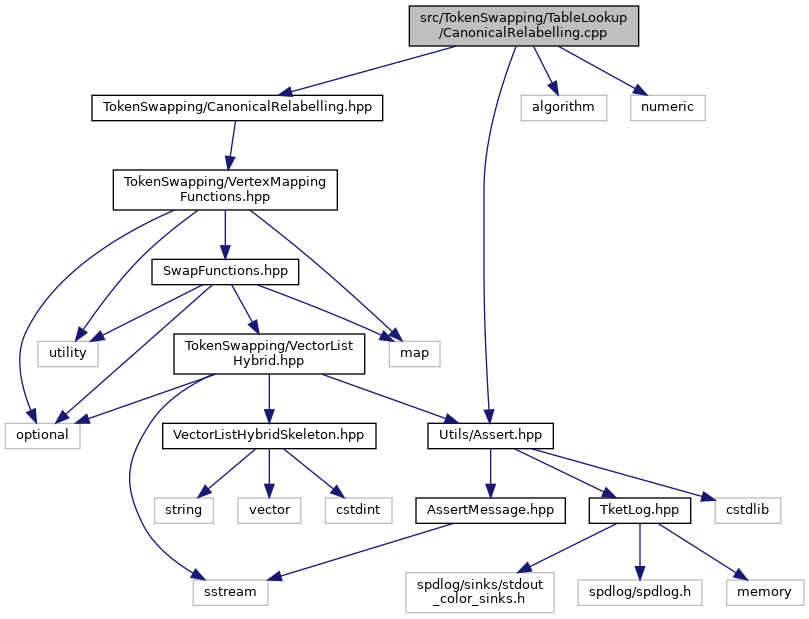 src/TokenSwapping/TableLookup
/CanonicalRelabelling.cpp
TokenSwapping/CanonicalRelabelling.hpp
algorithm
numeric
TokenSwapping/VertexMapping
Functions.hpp
SwapFunctions.hpp
utility
TokenSwapping/VectorList
Hybrid.hpp
map
optional
VectorListHybridSkeleton.hpp
Utils/Assert.hpp
string
vector
cstdint
AssertMessage.hpp
TketLog.hpp
cstdlib
sstream
spdlog/sinks/stdout
_color_sinks.h
spdlog/spdlog.h
memory